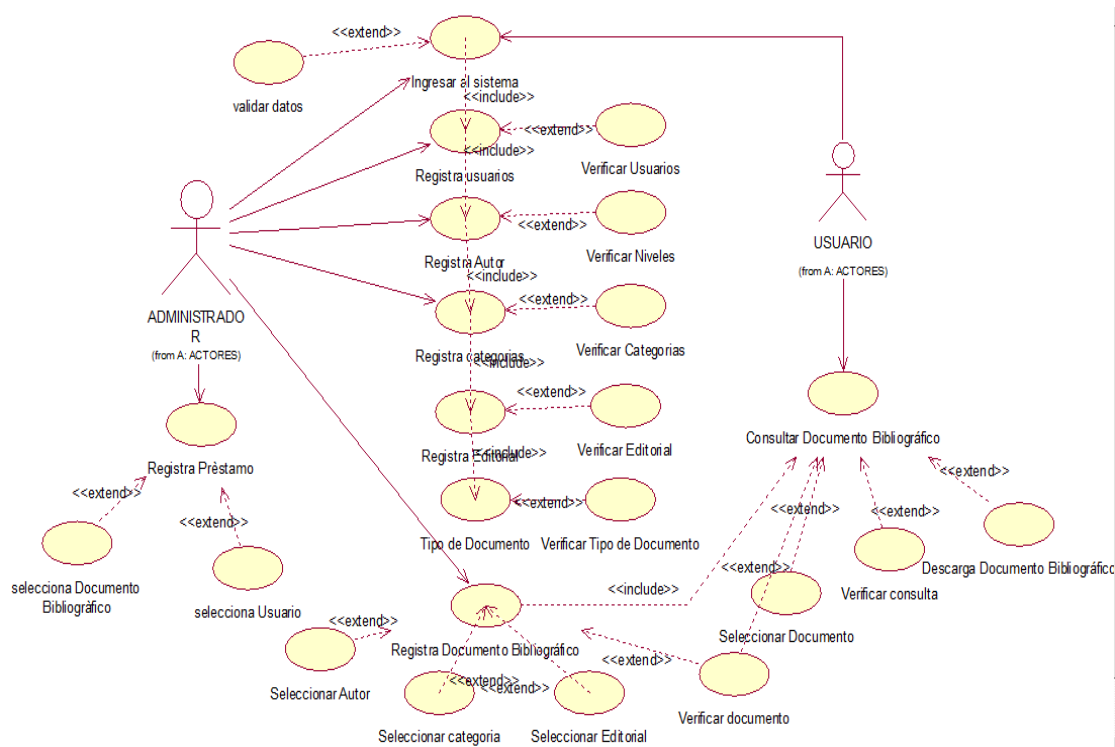 <<extend>>
Ingresar al sistema
validar datos
<<include>>
<<extend>>
<<include>>
Registra usuarios
Verificar Usuarios
<<extend>>
Registra Autor
Verificar Niveles
USUARIO
(from A: ACTORES)
<<include>>
<<extend>>
ADMINISTRADO
R
(from A: ACTORES)
Registra categorias
Verificar Categorias
<<include>>
<<extend>>
Registra Editorial
Verificar Editorial
<<include>>
Consultar Documento Bibliográfico
Registra Prèstamo
<<extend>>
<<extend>>
<<extend>>
Tipo de Documento
Verificar Tipo de Documento
<<extend>>
<<extend>>
<<extend>>
selecciona Documento
Bibliográfico
selecciona Usuario
<<include>>
<<extend>>
Seleccionar Documento
Verificar consulta
Descarga Documento Bibliográfico
<<extend>>
Registra Documento Bibliográfico
<<extend>>
Seleccionar Autor
<<extend>>
<<extend>>
Seleccionar categoria
Seleccionar Editorial
Verificar documento